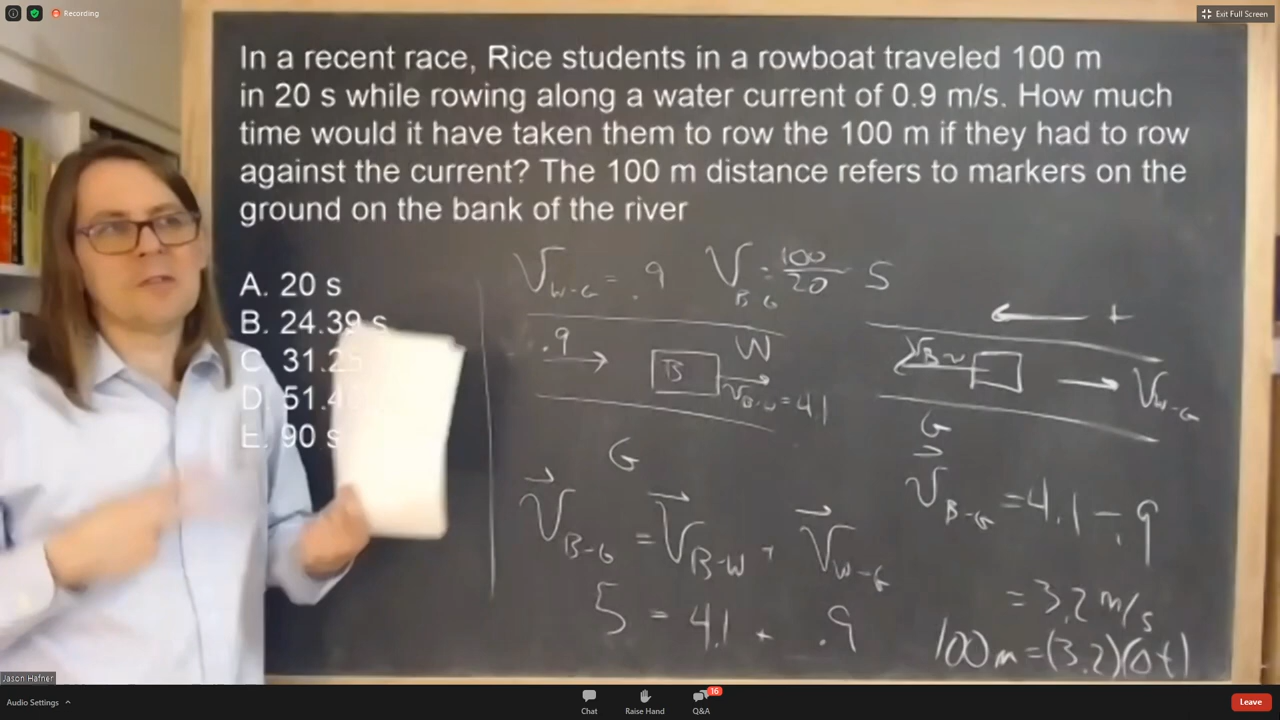 Recording
Exit Full Screen
In a recent race, Rice students in a rowboat traveled 100 m
in 20 s while rowing along a water current of 0.9 m/s. How much
time would it have taken them to row the 100 m if they had to row
against the current? The 100 m distance refers to markers on the
ground on the bank of the river
A. 20 s
B. 24.39 s
C. 31.25
D. 51.4
E. 90 s
V W-G = .9
V B-G = 100/20 = 5
.9
B
W
V B-W = 4.1
G
V B-G = V B-W + V W-G
5 = 4.1 + .9
← +
V B-W
V W-G
G
V B-G = 4.1 - .9
= 3.2 m/s
100 m = (3.2)(Δt)
Jason Hafner
Audio Settings
Chat
Raise Hand
16
Q&A
Leave